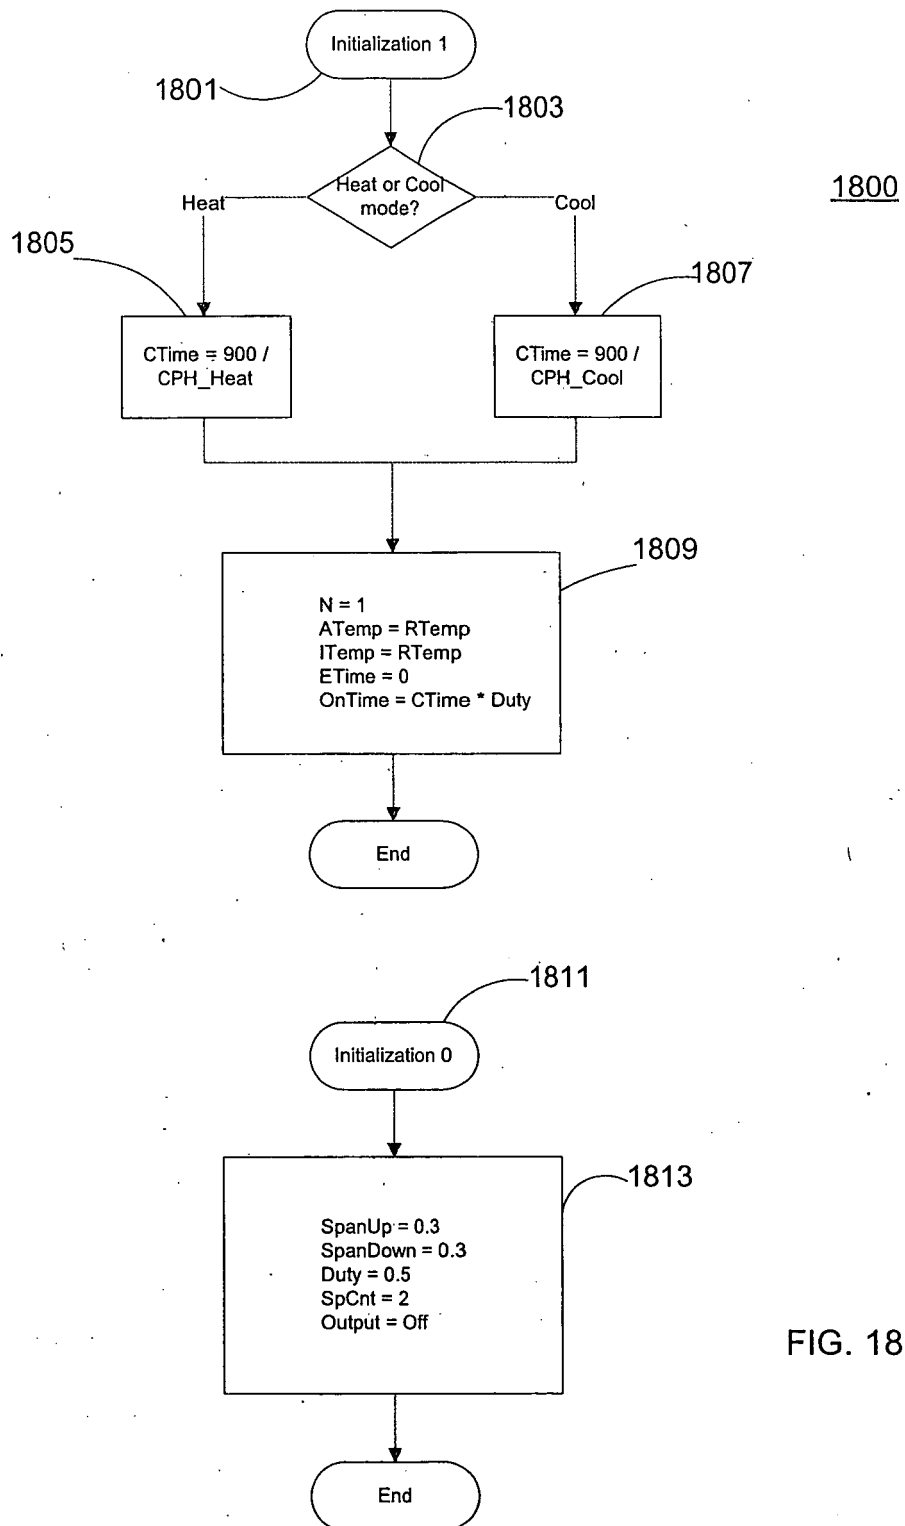 Initialization 1
1801
1803
Heat or Cool
mode?
1800
Heat
Cool
1805
1807
CTime = 900 /
CPH_Heat
CTime = 900 /
CPH_Cool
1809
N = 1
ATemp = RTemp
ITemp = RTemp
ETime = 0
OnTime = CTime * Duty
End
1811
Initialization 0
1813
SpanUp = 0.3
SpanDown = 0.3
Duty = 0.5
SpCnt = 2
Output = Off
FIG. 18
End